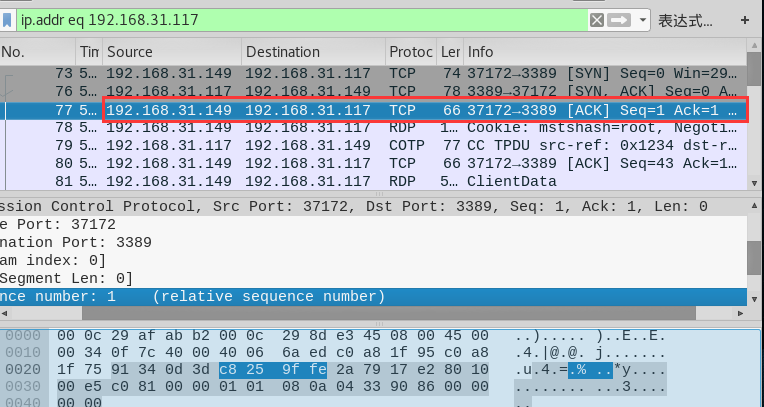 ip.addr eq 192.168.31.117 表达式… +
No. Tim Source Destination Protoc Ler Info
73 5… 192.168.31.149 192.168.31.117 TCP 74 37172→3389 [SYN] Seq=0 Win=29…
76 5… 192.168.31.117 192.168.31.149 TCP 78 3389→37172 [SYN, ACK] Seq=0 A…
77 5… 192.168.31.149 192.168.31.117 TCP 66 37172→3389 [ACK] Seq=1 Ack=1 …
78 5… 192.168.31.149 192.168.31.117 RDP 1… Cookie: mstshash=root, Negoti…
79 5… 192.168.31.117 192.168.31.149 COTP 77 CC TPDU src-ref: 0x1234 dst-r…
80 5… 192.168.31.149 192.168.31.117 TCP 66 37172→3389 [ACK] Seq=43 Ack=1…
81 5… 192.168.31.149 192.168.31.117 RDP 5… ClientData
ssion Control Protocol, Src Port: 37172, Dst Port: 3389, Seq: 1, Ack: 1, Len: 0
e Port: 37172
nation Port: 3389
am index: 0]
Segment Len: 0]
nce number: 1 (relative sequence number)
0000 00 0c 29 af ab b2 00 0c 29 8d e3 45 08 00 45 00 ..)..... )..E..E.
0010 00 34 0f 7c 40 00 40 06 6a ed c0 a8 1f 95 c0 a8 .4.|@.@. j.......
0020 1f 75 91 34 0d 3d c8 25 9f fe 2a 79 17 e2 80 10 .u.4.=.% ..*y....
0030 00 e5 c0 81 00 00 01 01 08 0a 04 33 90 86 00 00 ........ ...3....
0040 00 00 ..